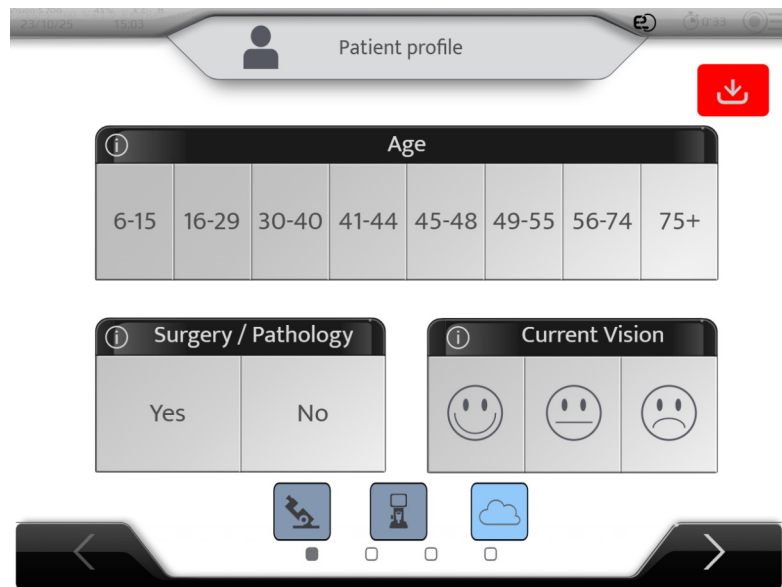 23/10/25 15:03
Patient profile
0'33
Age
6-15 16-29 30-40 41-44 45-48 49-55 56-74 75+
Surgery / Pathology
Current Vision
Yes No